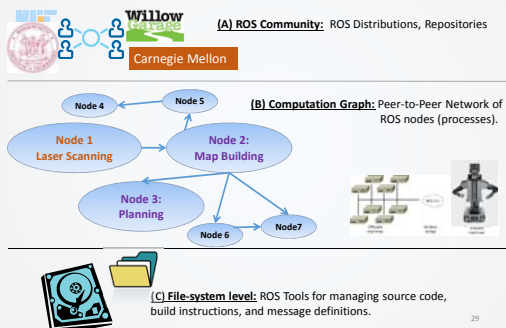 Willow
Garage
(A) ROS Community: ROS Distributions, Repositories
Carnegie Mellon
Node 4
Node 5
(B) Computation Graph: Peer-to-Peer Network of
ROS nodes (processes).
Node 1
Laser Scanning
Node 2:
Map Building
Node 3:
Planning
Node 6
Node7
(C) File-system level: ROS Tools for managing source code,
build instructions, and message definitions.
29